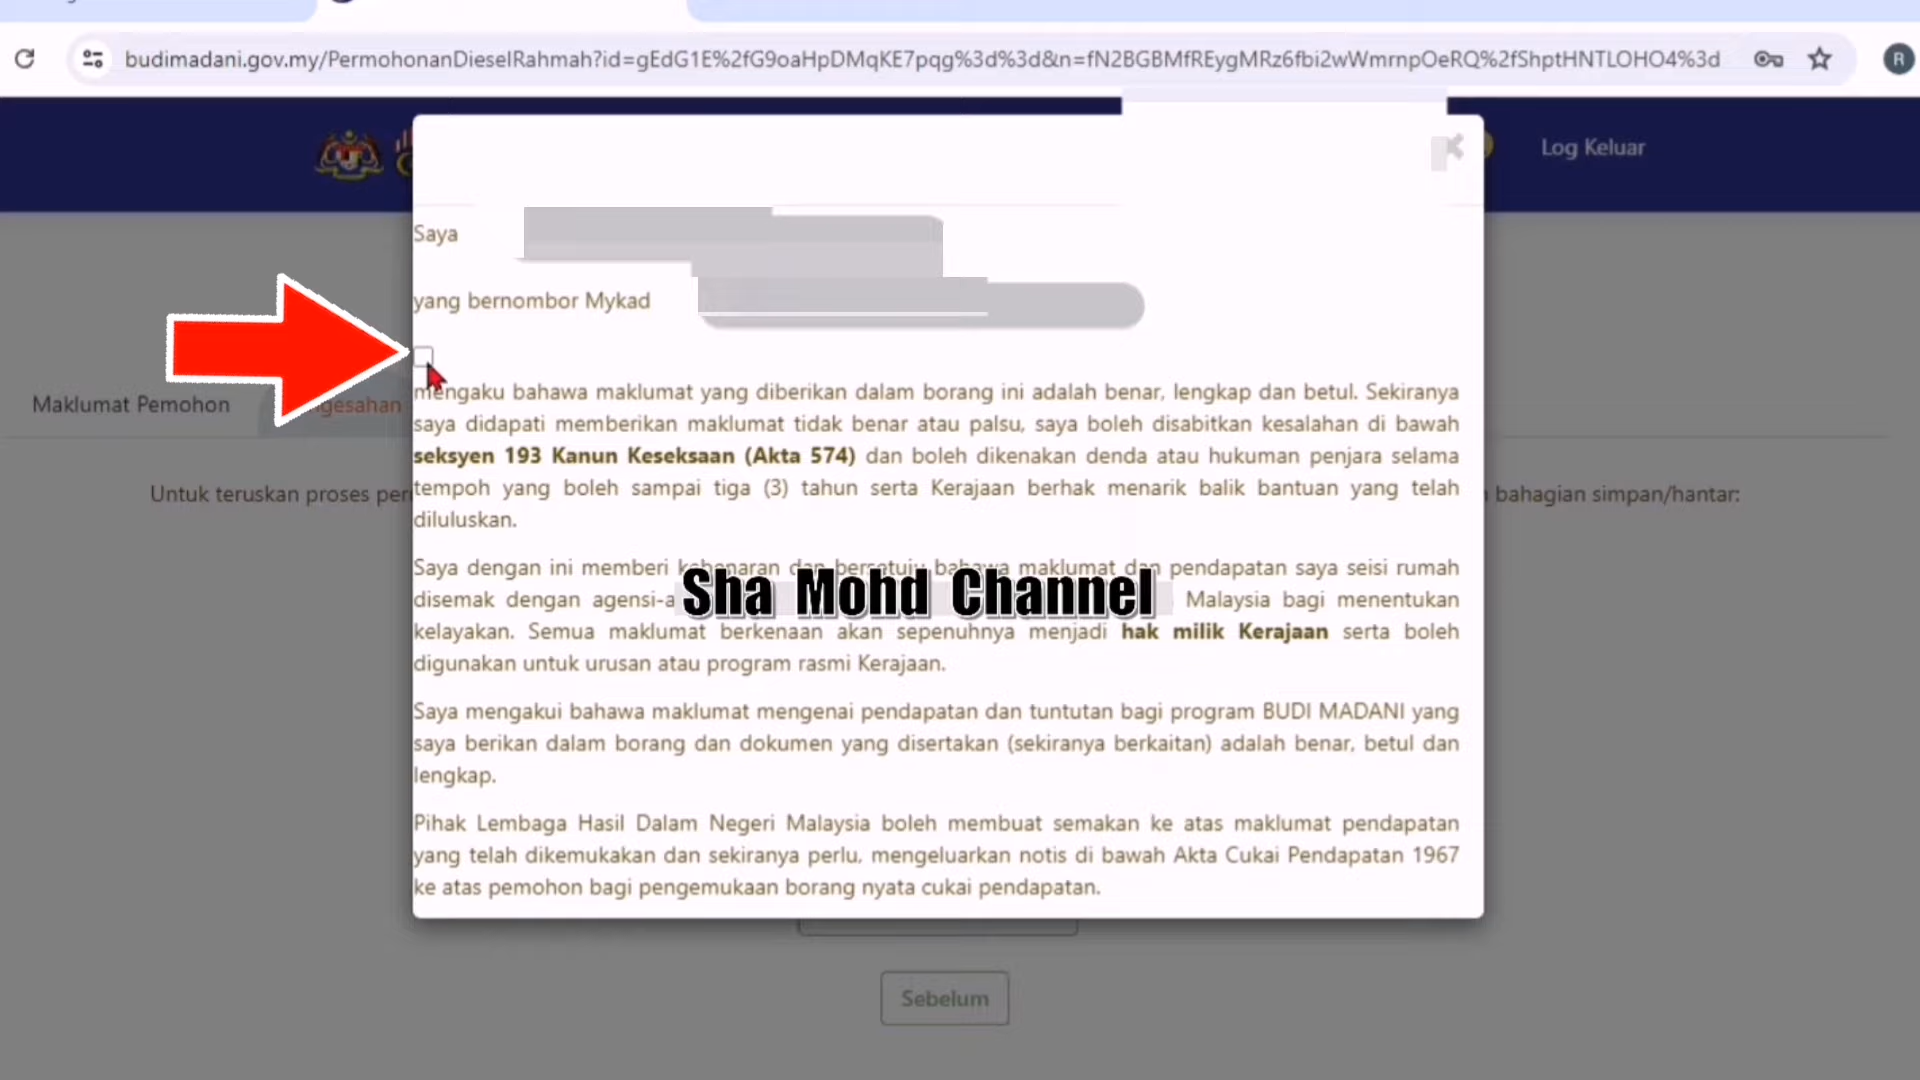 budimadani.gov.my/PermohonanDieselRahmah?id=gEdG1E%2fG9oaHpDMqKE7pqg%3d%3d&n=fN2BGBMfREygMRz6fbi2wWmrnpOeRQ%2fShptHNTLOHO4%3d
R
Log Keluar
Saya
yang bernombor Mykad
mengaku bahawa maklumat yang diberikan dalam borang ini adalah benar, lengkap dan betul. Sekiranya
Maklumat Pemohon
gesahan
saya didapati memberikan maklumat tidak benar atau palsu, saya boleh disabitkan kesalahan di bawah
seksyen 193 Kanun Keseksaan (Akta 574) dan boleh dikenakan denda atau hukuman penjara selama
tempoh yang boleh sampai tiga (3) tahun serta Kerajaan berhak menarik balik bantuan yang telah
diluluskan.
Untuk teruskan proses per
bahagian simpan/hantar:
Saya dengan ini memberi kebenaran dan bersetuju bahawa maklumat dan pendapatan saya seisi rumah
disemak dengan agensi-a Malaysia bagi menentukan
Sha Mohd Channel
kelayakan. Semua maklumat berkenaan akan sepenuhnya menjadi hak milik Kerajaan serta boleh
digunakan untuk urusan atau program rasmi Kerajaan.
Saya mengakui bahawa maklumat mengenai pendapatan dan tuntutan bagi program BUDI MADANI yang
saya berikan dalam borang dan dokumen yang disertakan (sekiranya berkaitan) adalah benar, betul dan
lengkap.
Pihak Lembaga Hasil Dalam Negeri Malaysia boleh membuat semakan ke atas maklumat pendapatan
yang telah dikemukakan dan sekiranya perlu, mengeluarkan notis di bawah Akta Cukai Pendapatan 1967
ke atas pemohon bagi pengemukaan borang nyata cukai pendapatan.
Sebelum